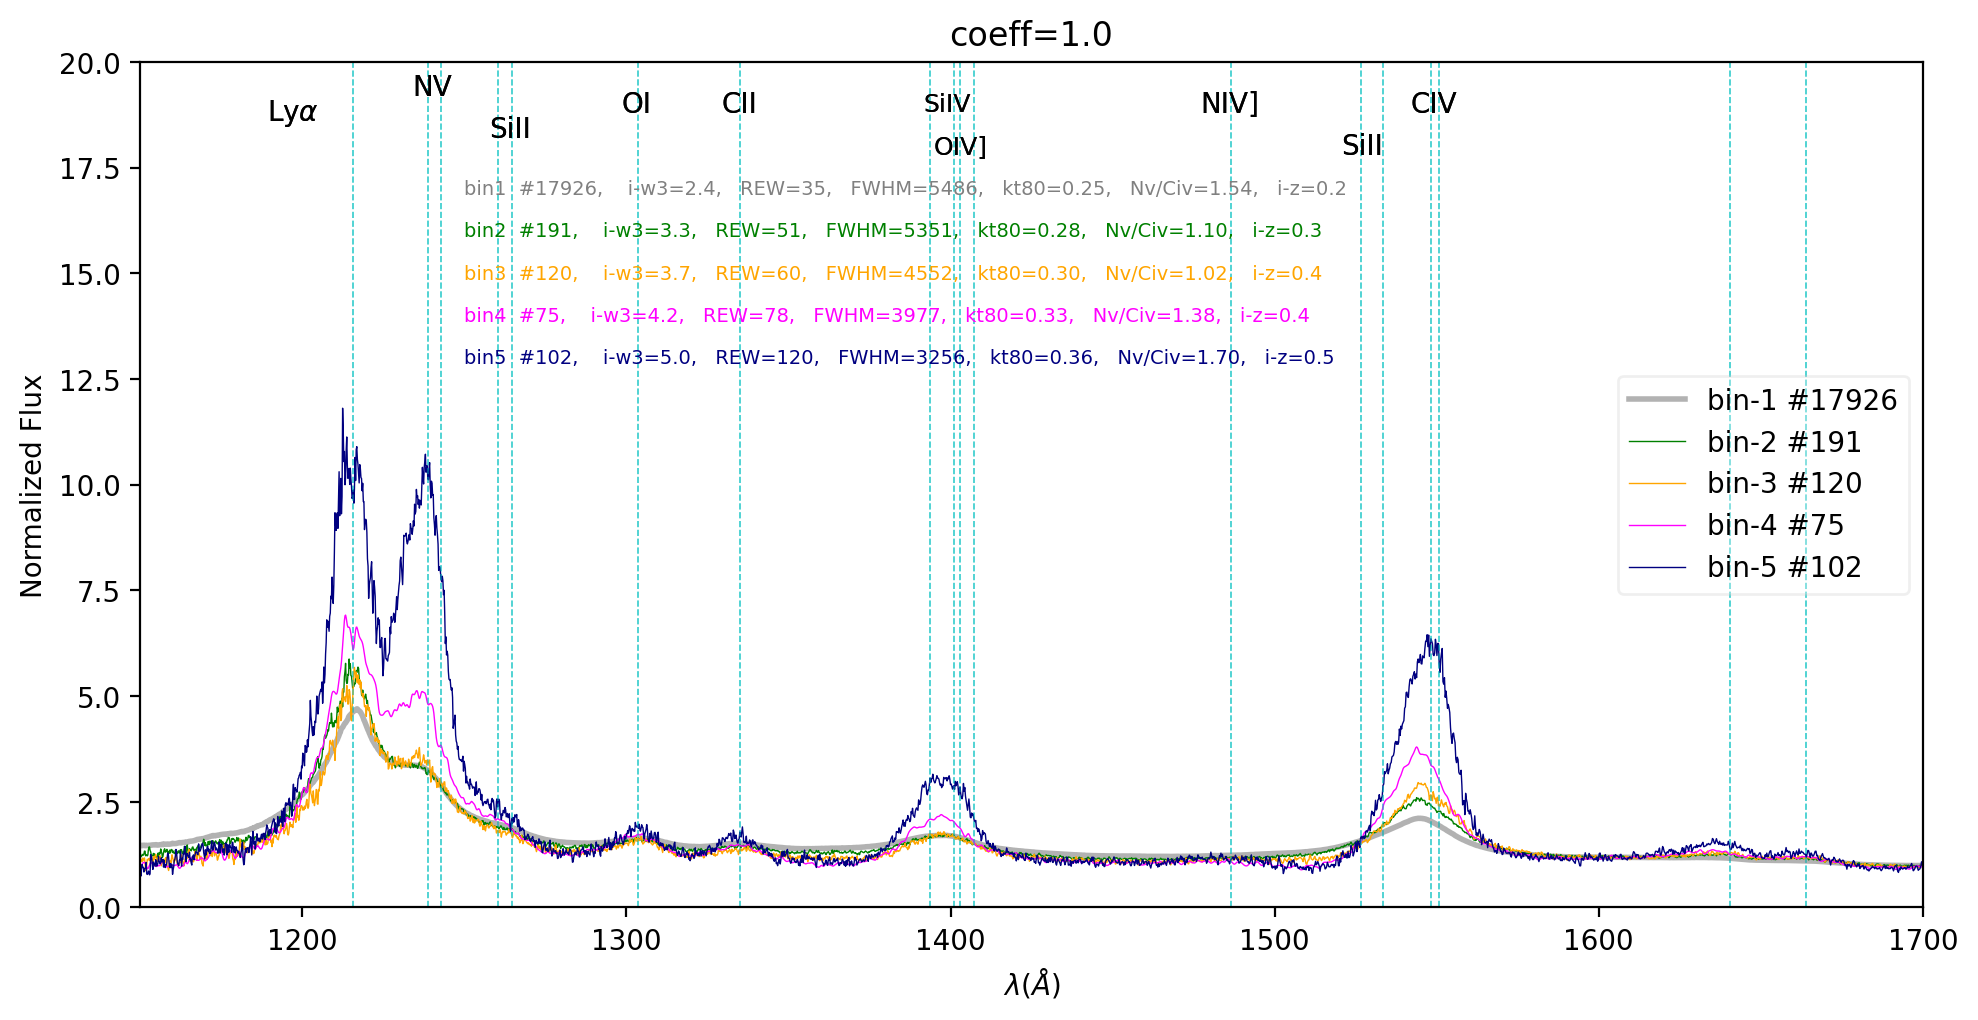 coeff=1.0
20.0
17.5
15.0
12.5
10.0
7.5
5.0
2.5
0.0
Normalized Flux
Lyα
NV
SiII
OI
CII
SiIV
OIV]
NIV]
SiII
CIV
bin1 #17926, i-w3=2.4, REW=35, FWHM=5486, kt80=0.25, Nv/Civ=1.54, i-z=0.2
bin2 #191, i-w3=3.3, REW=51, FWHM=5351, kt80=0.28, Nv/Civ=1.10, i-z=0.3
bin3 #120, i-w3=3.7, REW=60, FWHM=4552, kt80=0.30, Nv/Civ=1.02, i-z=0.4
bin4 #75, i-w3=4.2, REW=78, FWHM=3977, kt80=0.33, Nv/Civ=1.38, i-z=0.4
bin5 #102, i-w3=5.0, REW=120, FWHM=3256, kt80=0.36, Nv/Civ=1.70, i-z=0.5
bin-1 #17926
bin-2 #191
bin-3 #120
bin-4 #75
bin-5 #102
1200 1300 1400 1500 1600 1700
λ(Å)